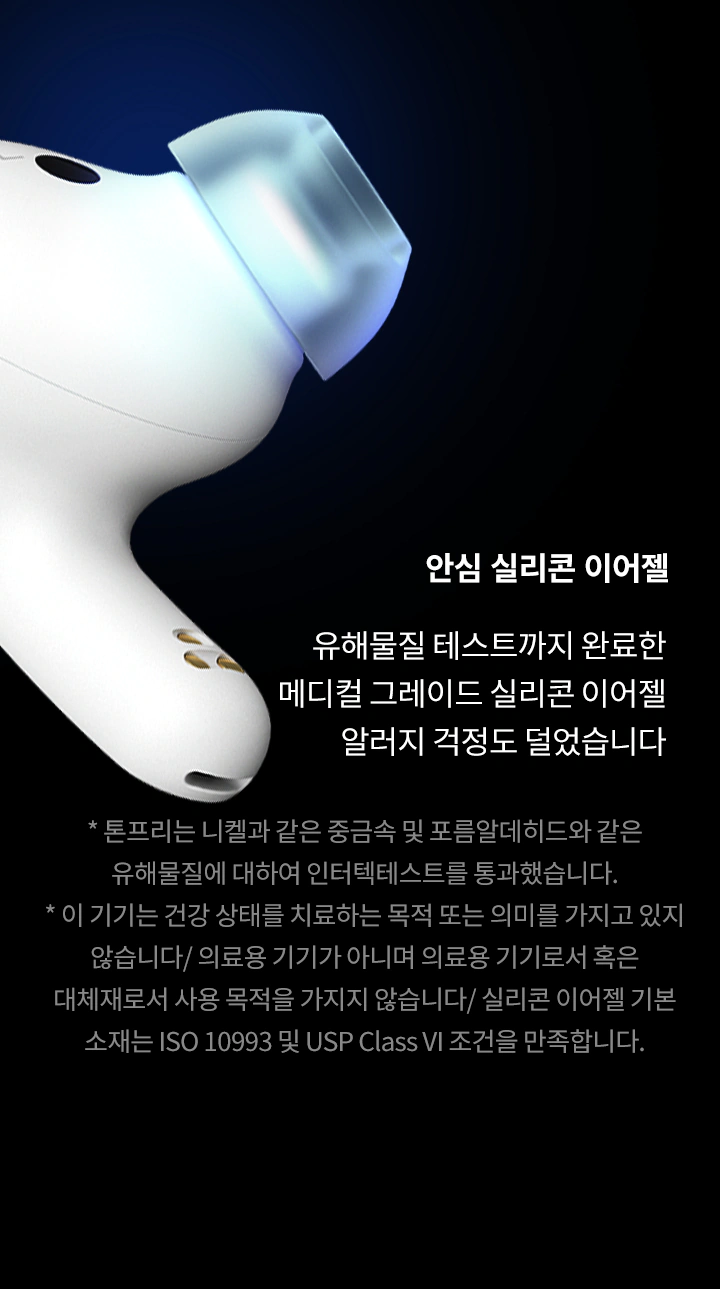 안심 실리콘 이어젤
유해물질 테스트까지 완료한
메디컬 그레이드 실리콘 이어젤
알러지 걱정도 덜었습니다
* 톤프리는 니켈과 같은 중금속 및 포름알데히드와 같은
유해물질에 대하여 인터텍테스트를 통과했습니다.
* 이 기기는 건강 상태를 치료하는 목적 또는 의미를 가지고 있지
않습니다/ 의료용 기기가 아니며 의료용 기기로서 혹은
대체재로서 사용 목적을 가지지 않습니다/ 실리콘 이어젤 기본
소재는 ISO 10993 및 USP Class VI 조건을 만족합니다.